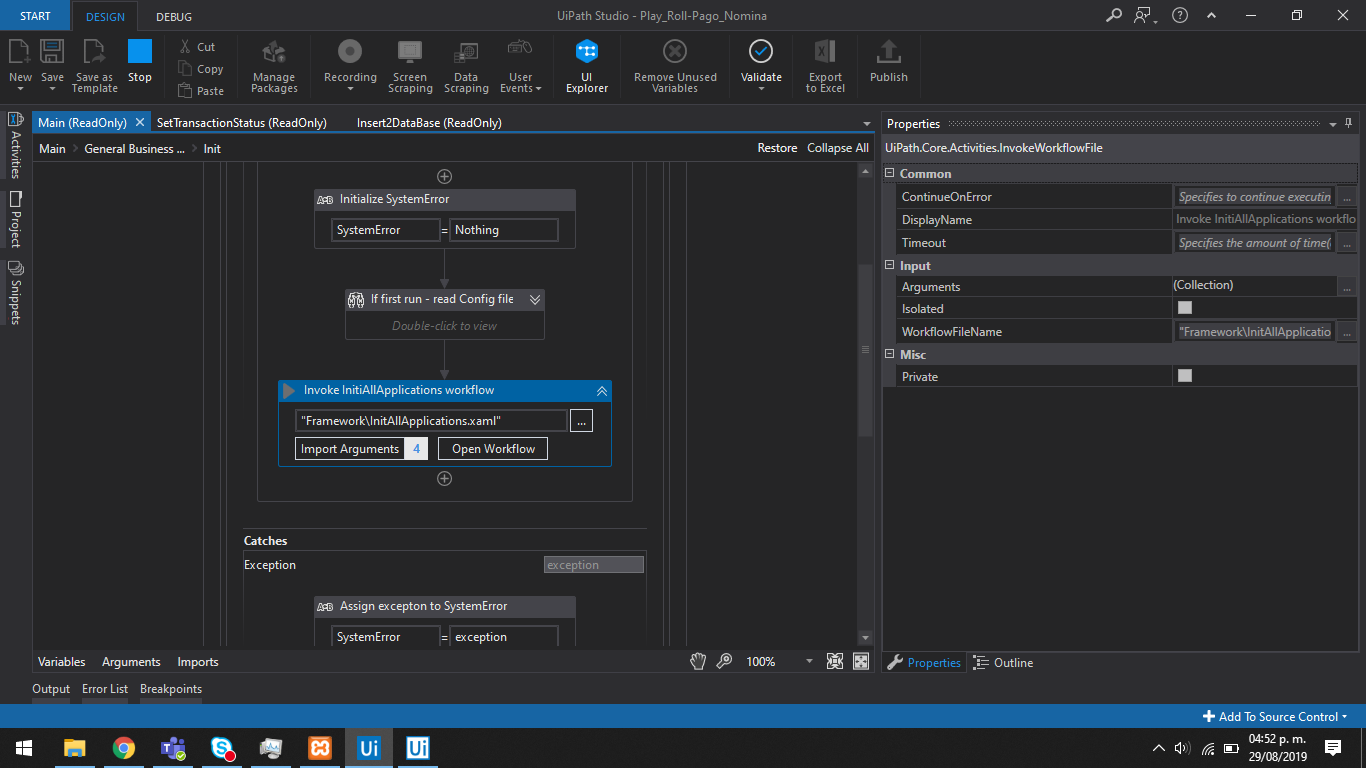 START
DESIGN
DEBUG
UiPath Studio - Play_Roll-Pago_Nomina
New
Save
Save as
Template
Stop
Cut
Copy
Paste
Manage
Packages
Recording
Screen
Scraping
Data
Scraping
User
Events
UI
Explorer
Remove Unused
Variables
Validate
Export
to Excel
Publish
Main (ReadOnly)
SetTransactionStatus (ReadOnly)
Insert2DataBase (ReadOnly)
Main > General Business ... > Init
Restore
Collapse All
Activities
Project
Snippets
A*B Initialize SystemError
SystemError = Nothing
If first run - read Config file
Double-click to view
Invoke InitiAllApplications workflow
"Framework\InitAllApplications.xaml"
...
Import Arguments 4
Open Workflow
Catches
Exception
exception
A*B Assign excepton to SystemError
SystemError = exception
Variables
Arguments
Imports
100%
Output
Error List
Breakpoints
Properties
UiPath.Core.Activities.InvokeWorkflowFile
Common
ContinueOnError Specifies to continue executin ...
DisplayName Invoke InitiAllApplications workflo
Timeout Specifies the amount of time( ...
Input
Arguments (Collection) ...
Isolated
WorkflowFileName "Framework\InitAllApplicatio ...
Misc
Private
Properties
Outline
Add To Source Control
Ui
Ui
04:52 p. m.
29/08/2019